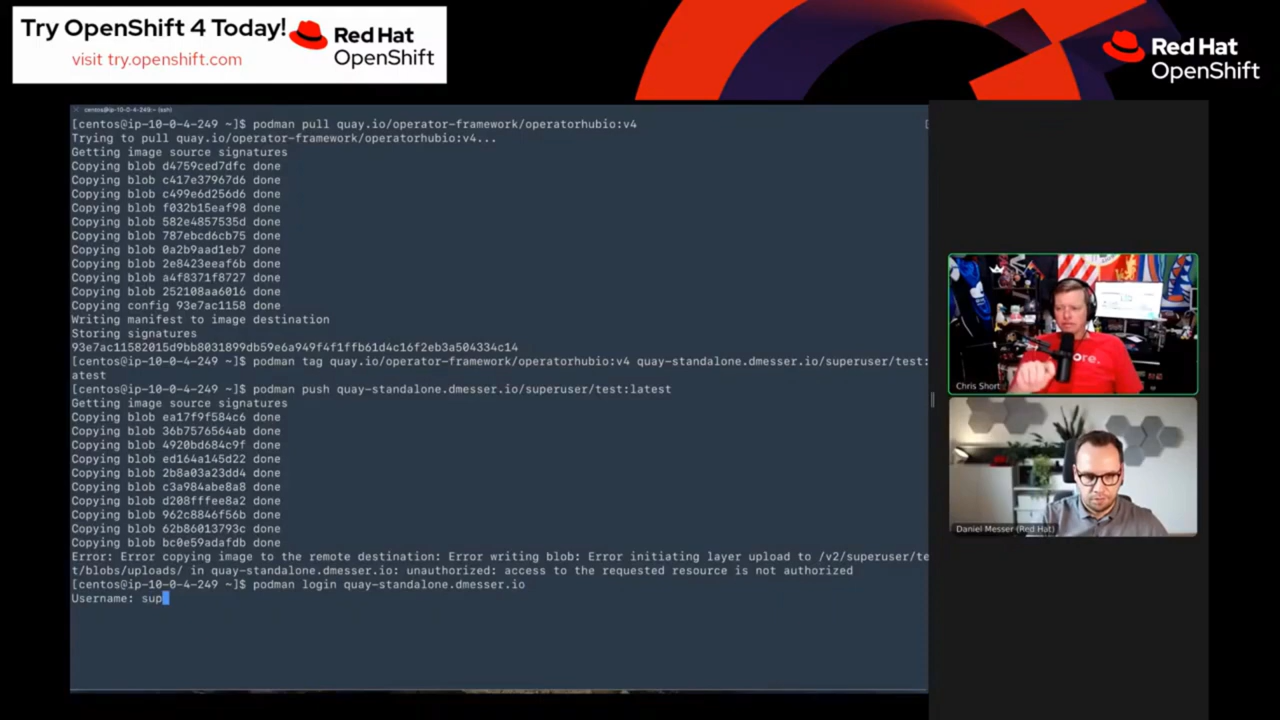 Try OpenShift 4 Today!
visit try.openshift.com
Red Hat
OpenShift
Red Hat
OpenShift
centos@ip-10-0-4-249:~ (ssh)
[centos@ip-10-0-4-249 ~]$ podman pull quay.io/operator-framework/operatorhubio:v4
Trying to pull quay.io/operator-framework/operatorhubio:v4...
Getting image source signatures
Copying blob d4759ced7dfc done
Copying blob c417e37967d6 done
Copying blob c499e6d256d6 done
Copying blob f032b15eaf98 done
Copying blob 582e4857535d done
Copying blob 787ebcd6cb75 done
Copying blob 0a2b9aad1eb7 done
Copying blob 2e8423eeaf6b done
Copying blob a4f8371f8727 done
Copying blob 252108aa6016 done
Copying config 93e7ac1158 done
Writing manifest to image destination
Storing signatures
93e7ac11582015d9bb8031899db59e6a949f4f1ffb61d4c16f2eb3a504334c14
[centos@ip-10-0-4-249 ~]$ podman tag quay.io/operator-framework/operatorhubio:v4 quay-standalone.dmesser.io/superuser/test:
atest
[centos@ip-10-0-4-249 ~]$ podman push quay-standalone.dmesser.io/superuser/test:latest
Getting image source signatures
Copying blob ea17f9f584c6 done
Copying blob 36b7576564ab done
Copying blob 4920bd684c9f done
Copying blob ed164a145d22 done
Copying blob 2b8a03a23dd4 done
Copying blob c3a984abe8a8 done
Copying blob d208fffee8a2 done
Copying blob 962c8846f56b done
Copying blob 62b86013793c done
Copying blob bc0e59adafdb done
Error: Error copying image to the remote destination: Error writing blob: Error initiating layer upload to /v2/superuser/te
t/blobs/uploads/ in quay-standalone.dmesser.io: unauthorized: access to the requested resource is not authorized
[centos@ip-10-0-4-249 ~]$ podman login quay-standalone.dmesser.io
Username: sup
ore.
Chris Short
Daniel Messer (Red Hat)